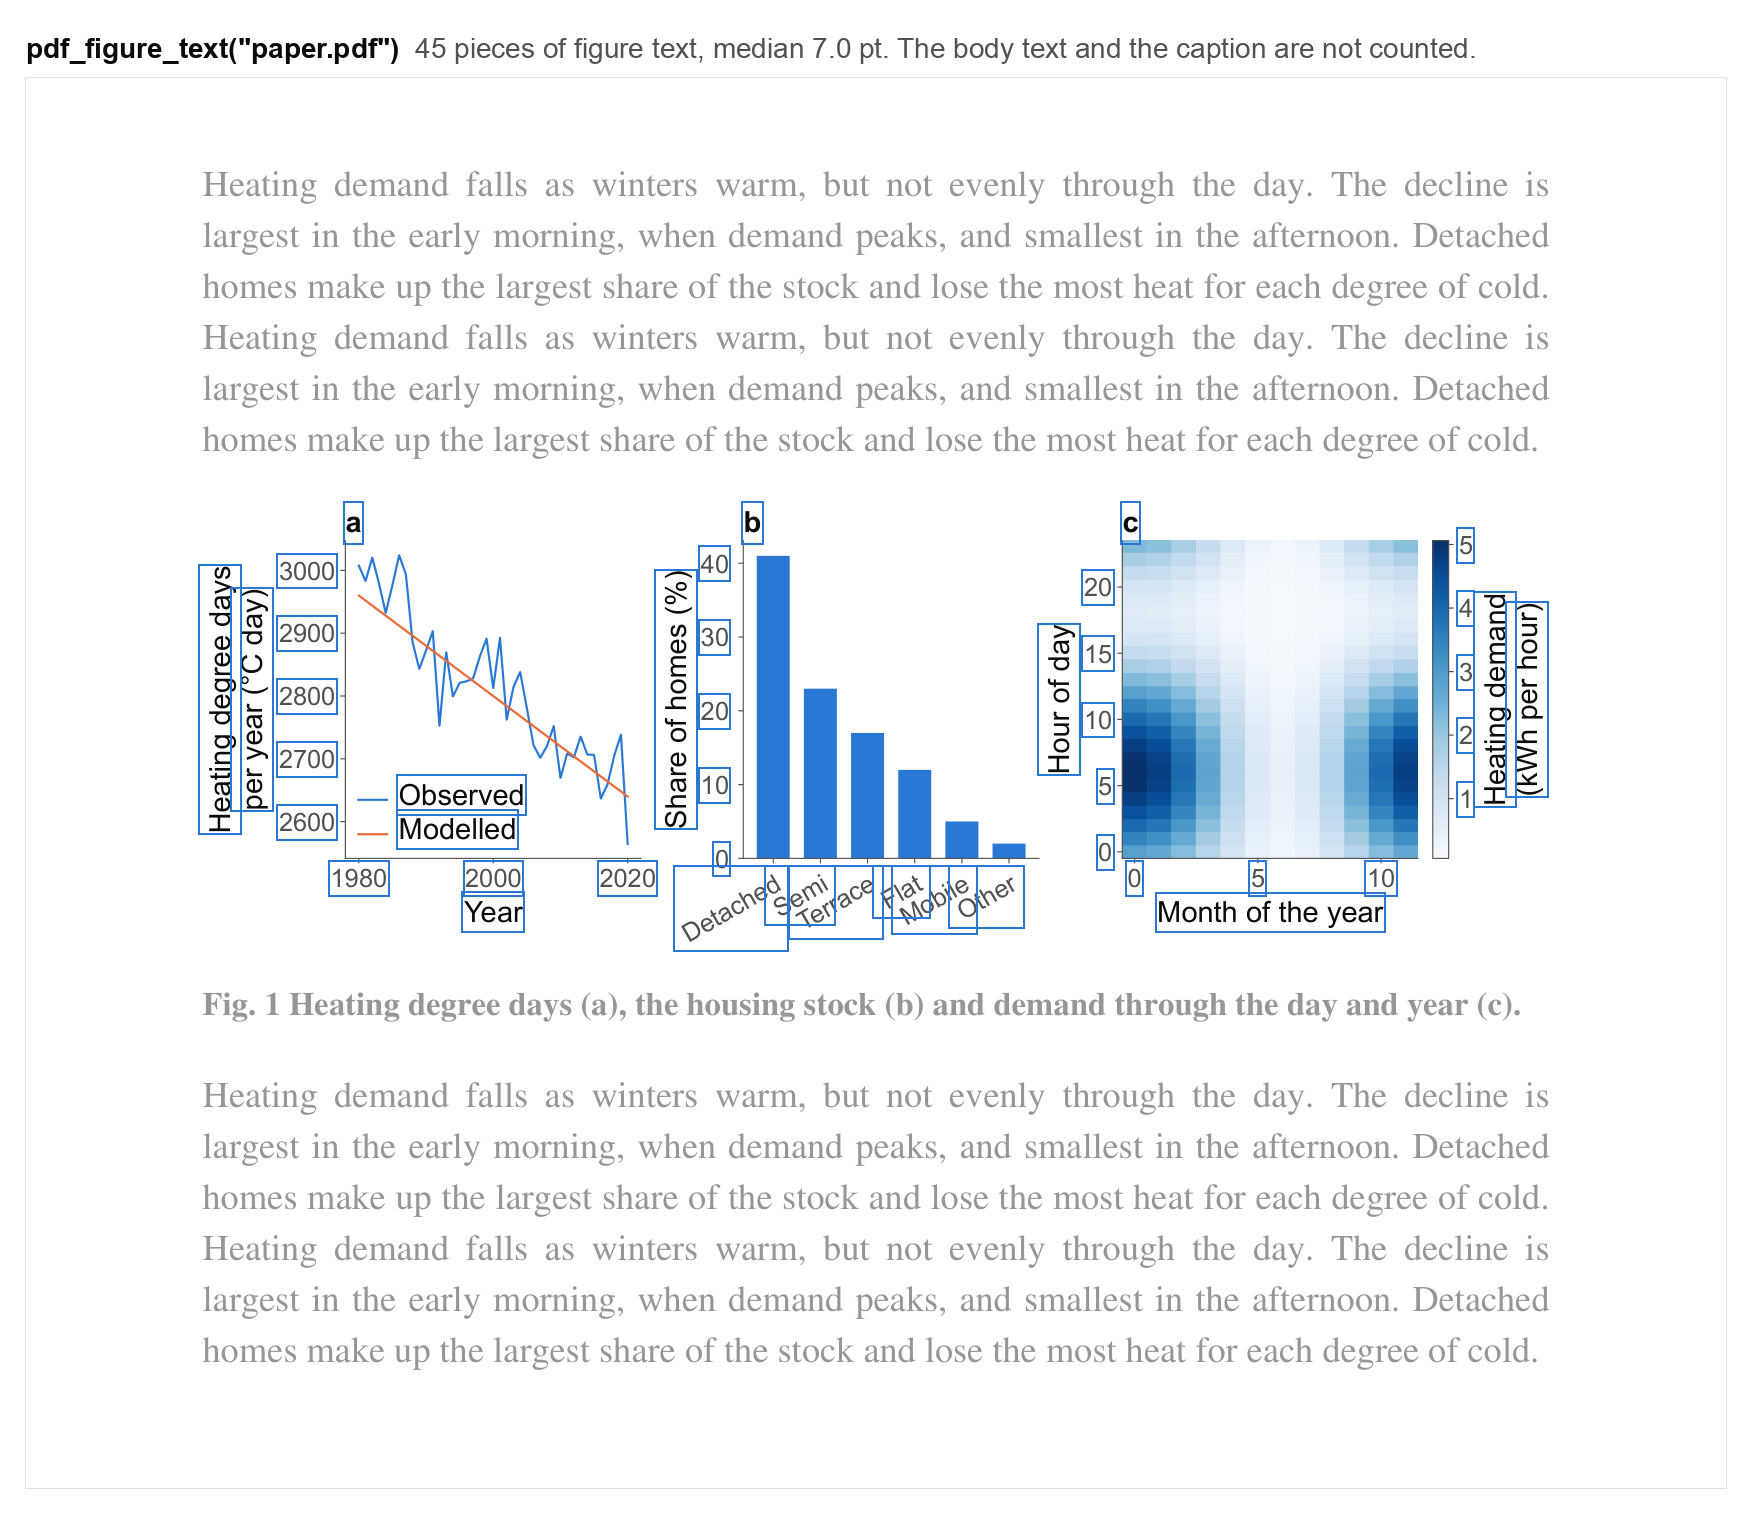 pdf_figure_text("paper.pdf") 45 pieces of figure text, median 7.0 pt. The body text and the caption are not counted.
Heating demand falls as winters warm, but not evenly through the day. The decline is
largest in the early morning, when demand peaks, and smallest in the afternoon. Detached
homes make up the largest share of the stock and lose the most heat for each degree of cold.
Heating demand falls as winters warm, but not evenly through the day. The decline is
largest in the early morning, when demand peaks, and smallest in the afternoon. Detached
homes make up the largest share of the stock and lose the most heat for each degree of cold.
a
Heating degree days
per year (°C day)
3000
2900
2800
2700
2600
Observed
Modelled
1980
2000
2020
Year
b
Share of homes (%)
40
30
20
10
0
Detached
Semi
Terrace
Flat
Mobile
Other
c
Hour of day
20
15
10
5
0
0
5
10
Month of the year
5
4
3
2
1
Heating demand
(kWh per hour)
Fig. 1 Heating degree days (a), the housing stock (b) and demand through the day and year (c).
Heating demand falls as winters warm, but not evenly through the day. The decline is
largest in the early morning, when demand peaks, and smallest in the afternoon. Detached
homes make up the largest share of the stock and lose the most heat for each degree of cold.
Heating demand falls as winters warm, but not evenly through the day. The decline is
largest in the early morning, when demand peaks, and smallest in the afternoon. Detached
homes make up the largest share of the stock and lose the most heat for each degree of cold.